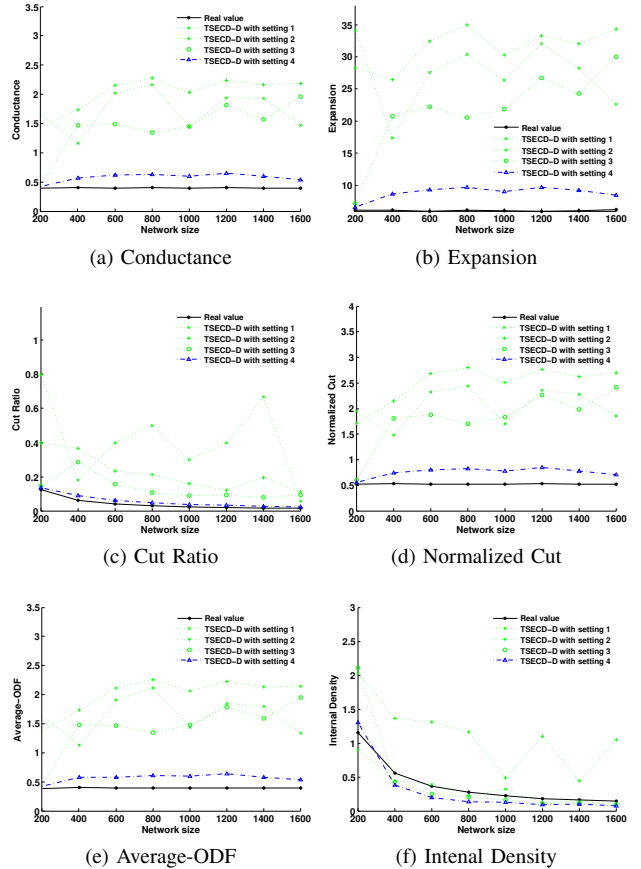 Real value
TSECD-D with setting 1
TSECD-D with setting 2
TSECD-D with setting 3
TSECD-D with setting 4
3.5
3
2.5
2
1.5
1
0.5
0
Conductance
200 400 600 800 1000 1200 1400 1600
Network size
(a) Conductance
35
30
25
20
15
10
Expansion
Real value
TSECD-D with setting 1
TSECD-D with setting 2
TSECD-D with setting 3
TSECD-D with setting 4
200 400 600 800 1000 1200 1400 1600
Network size
(b) Expansion
Real value
TSECD-D with setting 1
TSECD-D with setting 2
TSECD-D with setting 3
TSECD-D with setting 4
1
0.8
0.6
0.4
0.2
0
Cut Ratio
200 400 600 800 1000 1200 1400 1600
Network size
(c) Cut Ratio
Real value
TSECD-D with setting 1
TSECD-D with setting 2
TSECD-D with setting 3
TSECD-D with setting 4
4
3.5
3
2.5
2
1.5
1
0.5
0
Normalized Cut
200 400 600 800 1000 1200 1400 1600
Network size
(d) Normalized Cut
Real value
TSECD-D with setting 1
TSECD-D with setting 2
TSECD-D with setting 3
TSECD-D with setting 4
3.5
3
2.5
2
1.5
1
0.5
0
Average-ODF
200 400 600 800 1000 1200 1400 1600
Network size
(e) Average-ODF
Real value
TSECD-D with setting 1
TSECD-D with setting 2
TSECD-D with setting 3
TSECD-D with setting 4
3
2.5
2
1.5
1
0.5
0
Internal Density
200 400 600 800 1000 1200 1400 1600
Network size
(f) Intenal Density